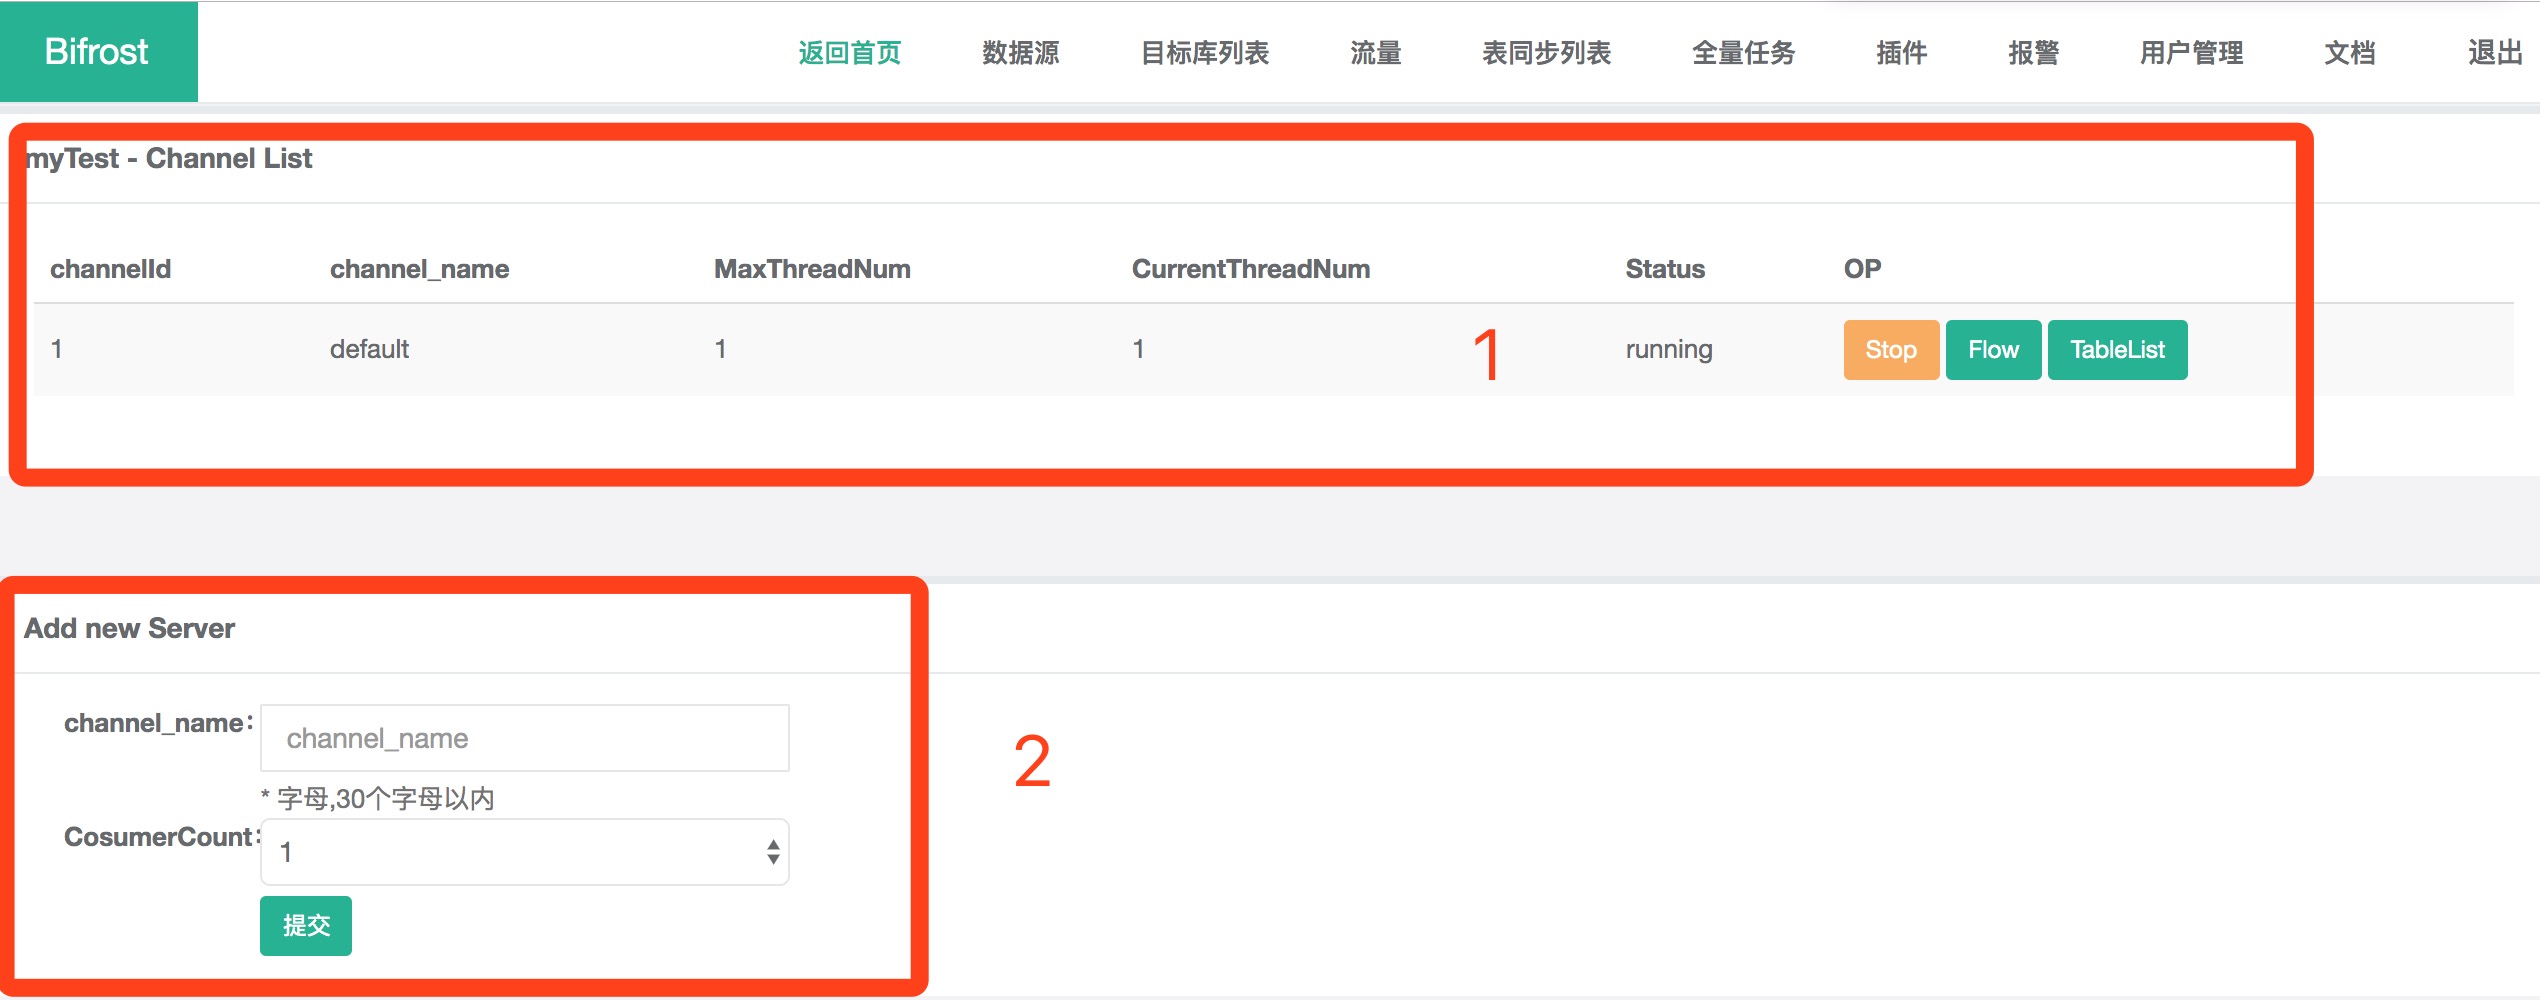 Bifrost 返回首页 数据源 目标库列表 流量 表同步列表 全量任务 插件 报警 用户管理 文档 退出
myTest - Channel List
channelId channel_name MaxThreadNum CurrentThreadNum Status OP
1 default 1 1 1 running Stop Flow TableList
Add new Server
channel_name: channel_name
2
* 字母,30个字母以内
CosumerCount: 1
提交